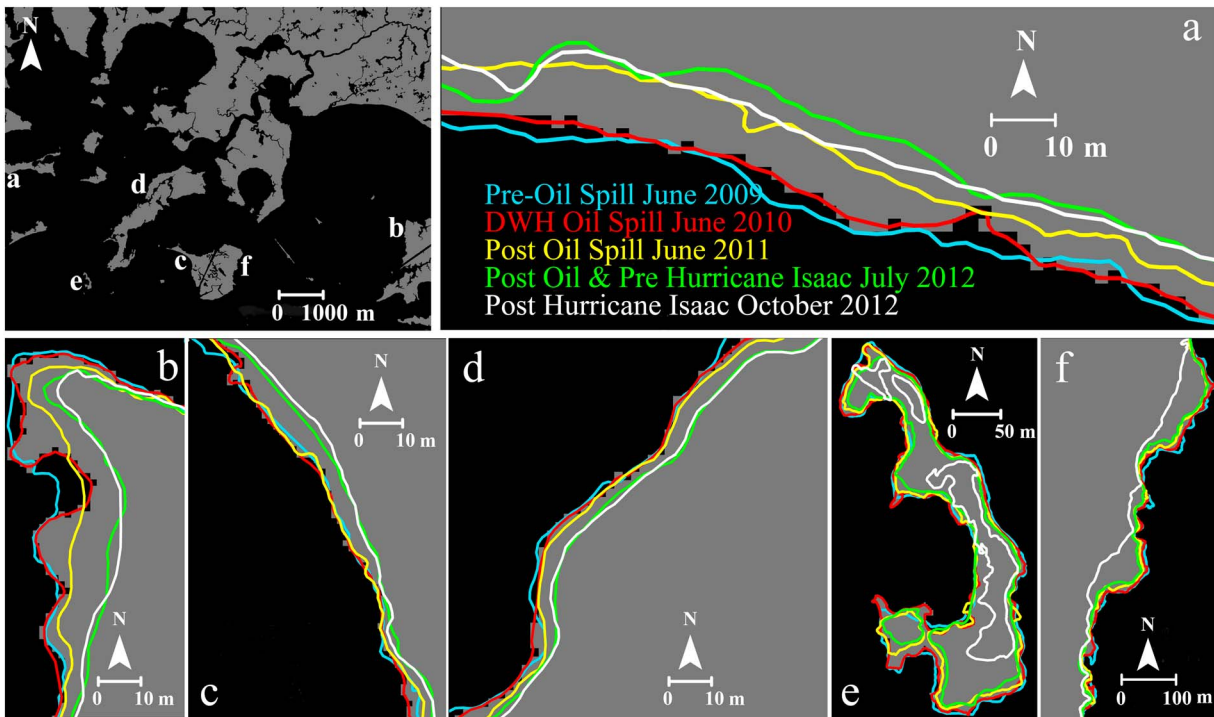 N
a
d
b
c
f
e
0 1000 m
a
N
0 10 m
Pre-Oil Spill June 2009
DWH Oil Spill June 2010
Post Oil Spill June 2011
Post Oil & Pre Hurricane Isaac July 2012
Post Hurricane Isaac October 2012
b
N
0 10 m
N
0 10 m
c
d
N
0 10 m
N
0 50 m
e
f
N
0 100 m